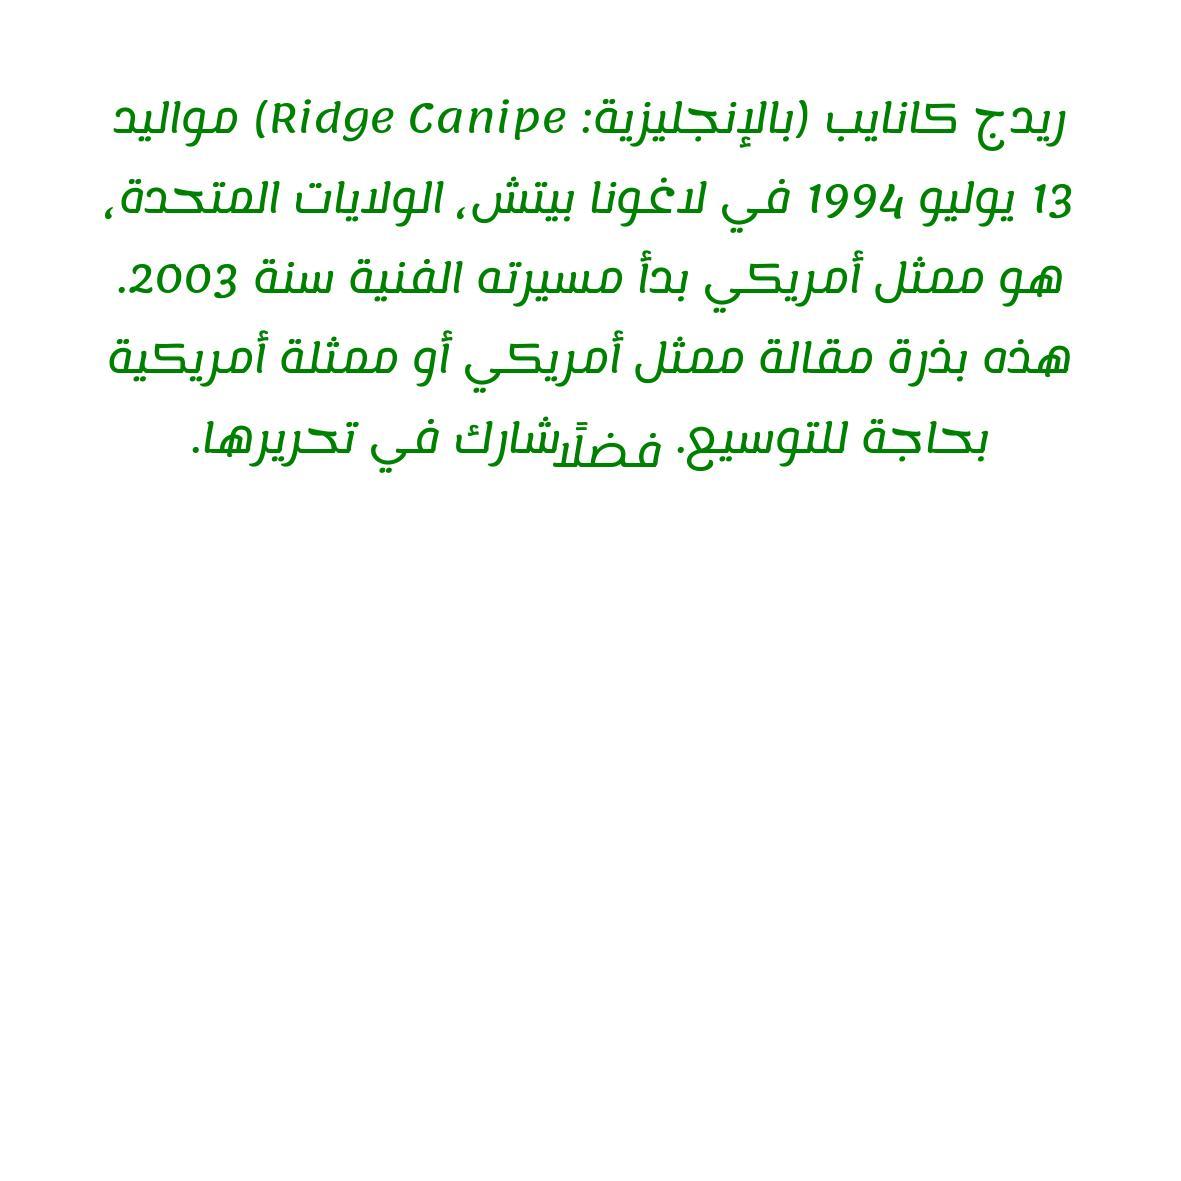 ريدج كانايب (بالإنجليزية: Ridge Canipe) مواليد
13 يوليو 1994 في لاغونا بيتش، الولايات المتحدة،
هو ممثل أمريكي بدأ مسيرته الفنية سنة 2003.
هذه بذرة مقالة ممثل أمريكي أو ممثلة أمريكية
بحاجة للتوسيع. فضلًا شارك في تحريرها.